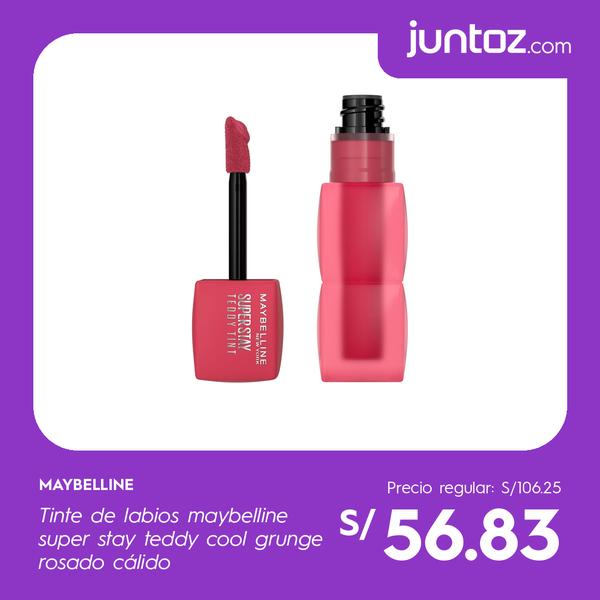 juntoz.com
MAYBELLINE
NEW YORK
SUPERSTAY
TEDDY TINT
MAYBELLINE
Tinte de labios maybelline
super stay teddy cool grunge
rosado cálido
Precio regular: S/106.25
S/56.83